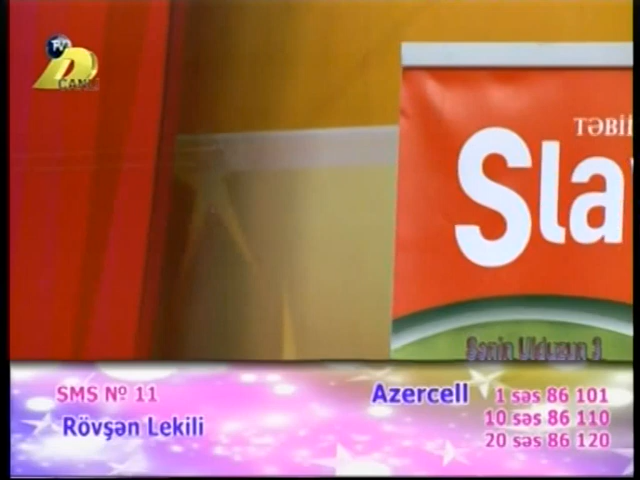 TV
CANLI
TƏBİİ
Sla
Sənin Ulduzun 3
SMS Nº 11
Rövşən Lekili
Azercell 1 səs 86 101
10 səs 86 110
20 səs 86 120